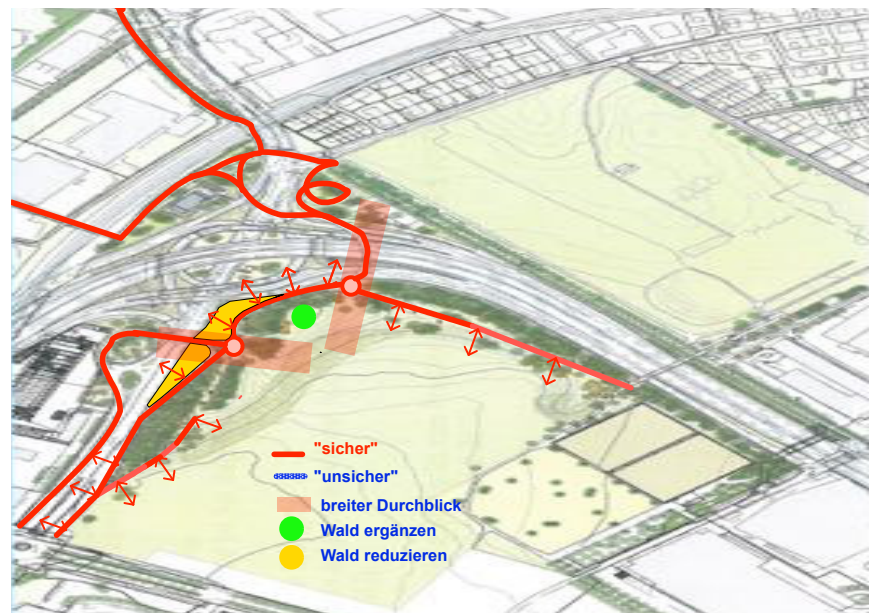 "sicher"
"unsicher"
breiter Durchblick
Wald ergänzen
Wald reduzieren